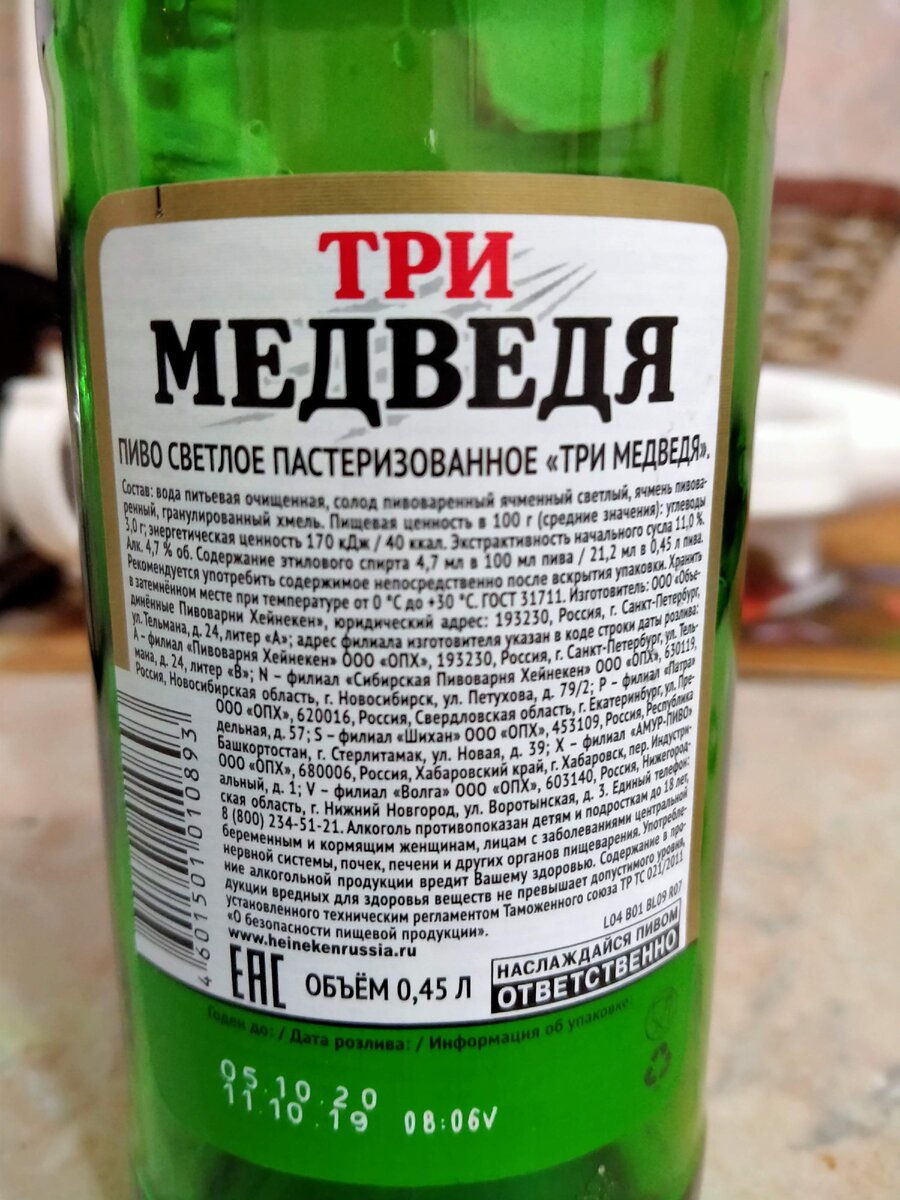 ТРИ
МЕДВЕДЯ
ПИВО СВЕТЛОЕ ПАСТЕРИЗОВАННОЕ «ТРИ МЕДВЕДЯ».
Состав: вода питьевая очищенная, солод пивоваренный ячменный светлый, ячмень пивова-
ренный, гранулированный хмель. Пищевая ценность в 100 г (средние значения): углеводы
3,0 г; энергетическая ценность 170 кДж / 40 ккал. Экстрактивность начального сусла 11,0 %.
Алк. 4,7 % об. Содержание этилового спирта 4,7 мл в 100 мл пива / 21,2 мл в 0,45 л пива.
Рекомендуется употребить содержимое непосредственно после вскрытия упаковки. Хранить
в затемнённом месте при температуре от 0 °С до +30 °С. ГОСТ 31711. Изготовитель: ООО «Объе-
динённые Пивоварни Хейнекен», юридический адрес: 193230, Россия, г. Санкт-Петербург,
ул. Тельмана, д. 24, литер «А»; адрес филиала изготовителя указан в коде строки даты розлива:
А – филиал «Пивоварня Хейнекен» ООО «ОПХ», 193230, Россия, г. Санкт-Петербург, ул. Тель-
мана, д. 24, литер «В»; N – филиал «Сибирская Пивоварня Хейнекен» ООО «ОПХ», 630119,
Россия, Новосибирская область, г. Новосибирск, ул. Петухова, д. 79/2; P – филиал «Патра»
ООО «ОПХ», 620016, Россия, Свердловская область, г. Екатеринбург, ул. Пре-
дельная, д. 57; S – филиал «Шихан» ООО «ОПХ», 453109, Россия, Республика
Башкортостан, г. Стерлитамак, ул. Новая, д. 39; X – филиал «АМУР-ПИВО»
ООО «ОПХ», 680006, Россия, Хабаровский край, г. Хабаровск, пер. Индустри-
альный, д. 1; V – филиал «Волга» ООО «ОПХ», 603140, Россия, Нижегород-
ская область, г. Нижний Новгород, ул. Воротынская, д. 3. Единый телефон:
8 (800) 234-51-21. Алкоголь противопоказан детям и подросткам до 18 лет,
беременным и кормящим женщинам, лицам с заболеваниями центральной
нервной системы, почек, печени и других органов пищеварения. Употребле-
ние алкогольной продукции вредит Вашему здоровью. Содержание в про-
дукции вредных для здоровья веществ не превышает допустимого уровня,
установленного техническим регламентом Таможенного союза ТР ТС 021/2011
«О безопасности пищевой продукции».
www.heinekenrussia.ru
L04 B01 BL09 R07
4 601501 010893
EAC
ОБЪЁМ 0,45 Л
НАСЛАЖДАЙСЯ ПИВОМ
ОТВЕТСТВЕННО
Годен до: / Дата розлива: / Информация об упаковке:
05.10.20
11.10.19 08:06V